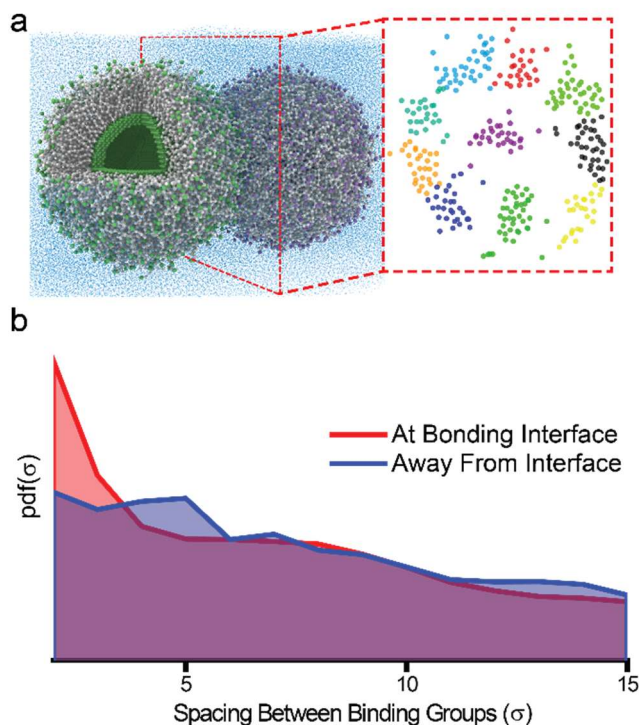 a
b
At Bonding Interface
Away From Interface
pdf(σ)
5
10
15
Spacing Between Binding Groups (σ)